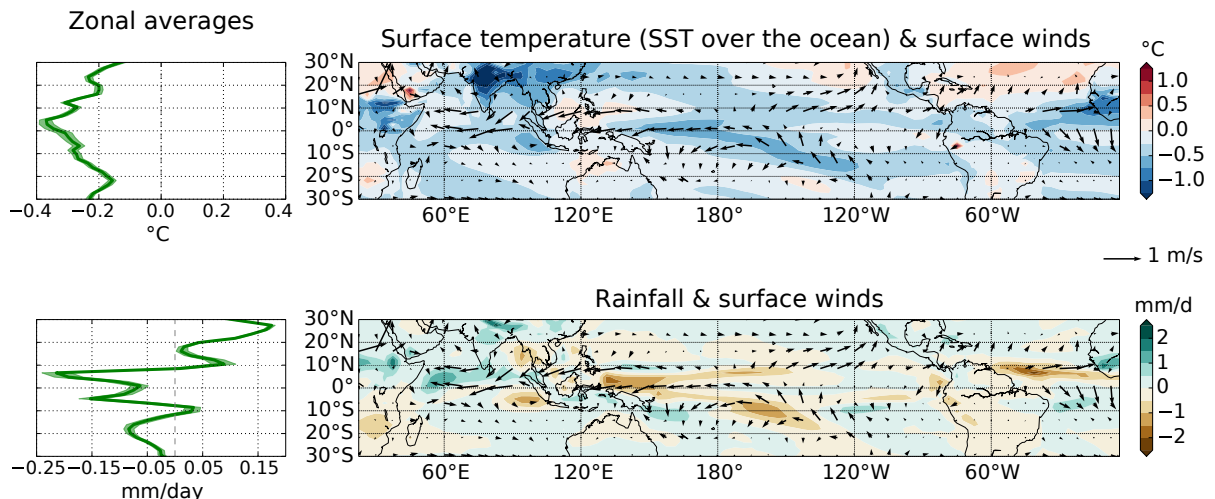 Zonal averages
Surface temperature (SST over the ocean) & surface winds
°C
30°N
20°N
10°N
0°
10°S
20°S
30°S
1.0
0.5
0.0
−0.5
−1.0
−0.4 −0.2 0.0 0.2 0.4
°C
60°E 120°E 180° 120°W 60°W
1 m/s
Rainfall & surface winds
mm/d
30°N
20°N
10°N
0°
10°S
20°S
30°S
2
1
0
−1
−2
−0.25 −0.15 −0.05 0.05 0.15
mm/day
60°E 120°E 180° 120°W 60°W